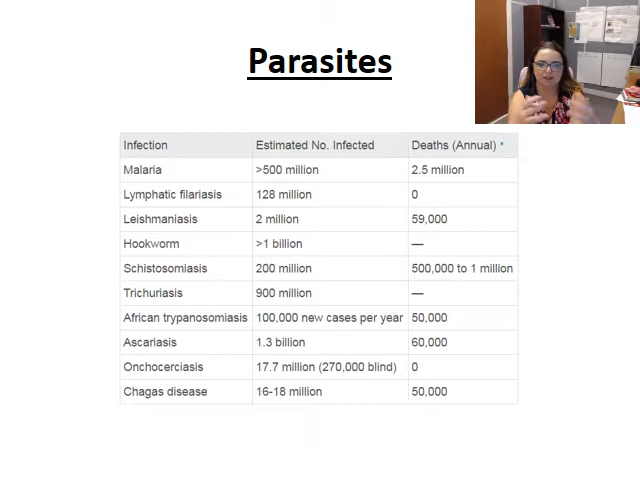 Parasites
Infection Estimated No. Infected Deaths (Annual) *
Malaria >500 million 2.5 million
Lymphatic filariasis 128 million 0
Leishmaniasis 2 million 59,000
Hookworm >1 billion —
Schistosomiasis 200 million 500,000 to 1 million
Trichuriasis 900 million —
African trypanosomiasis 100,000 new cases per year 50,000
Ascariasis 1.3 billion 60,000
Onchocerciasis 17.7 million (270,000 blind) 0
Chagas disease 16-18 million 50,000